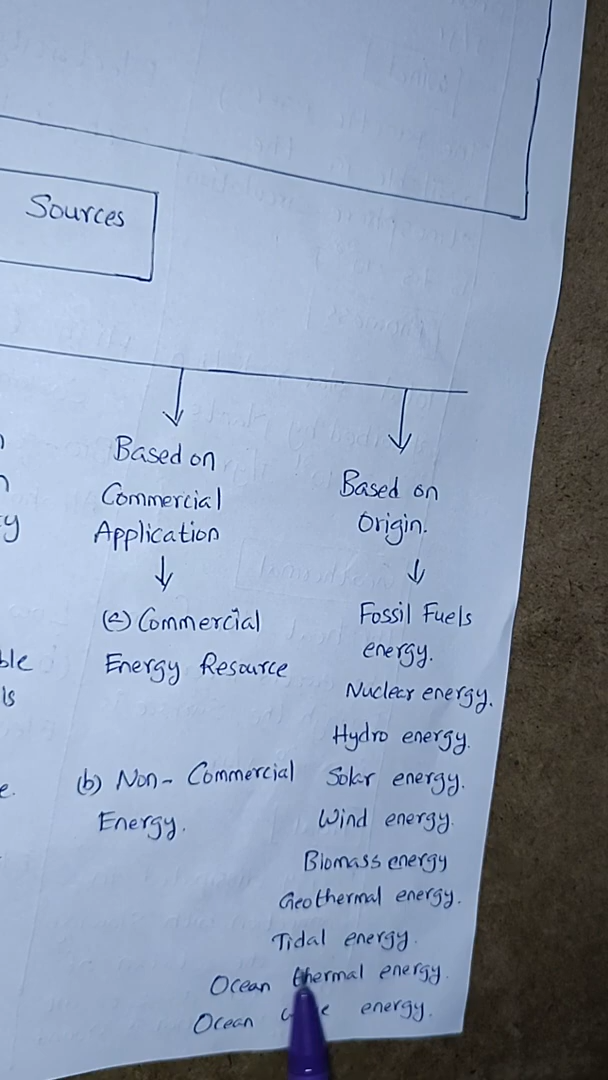 Sources
Based on
Commercial
Application
(a) Commercial
Energy Resource
(b) Non-Commercial
Energy.
Based on
Origin.
Fossil Fuels
energy.
Nuclear energy.
Hydro energy.
Solar energy.
Wind energy.
Biomass energy
Geothermal energy.
Tidal energy.
Ocean thermal energy.
Ocean energy.